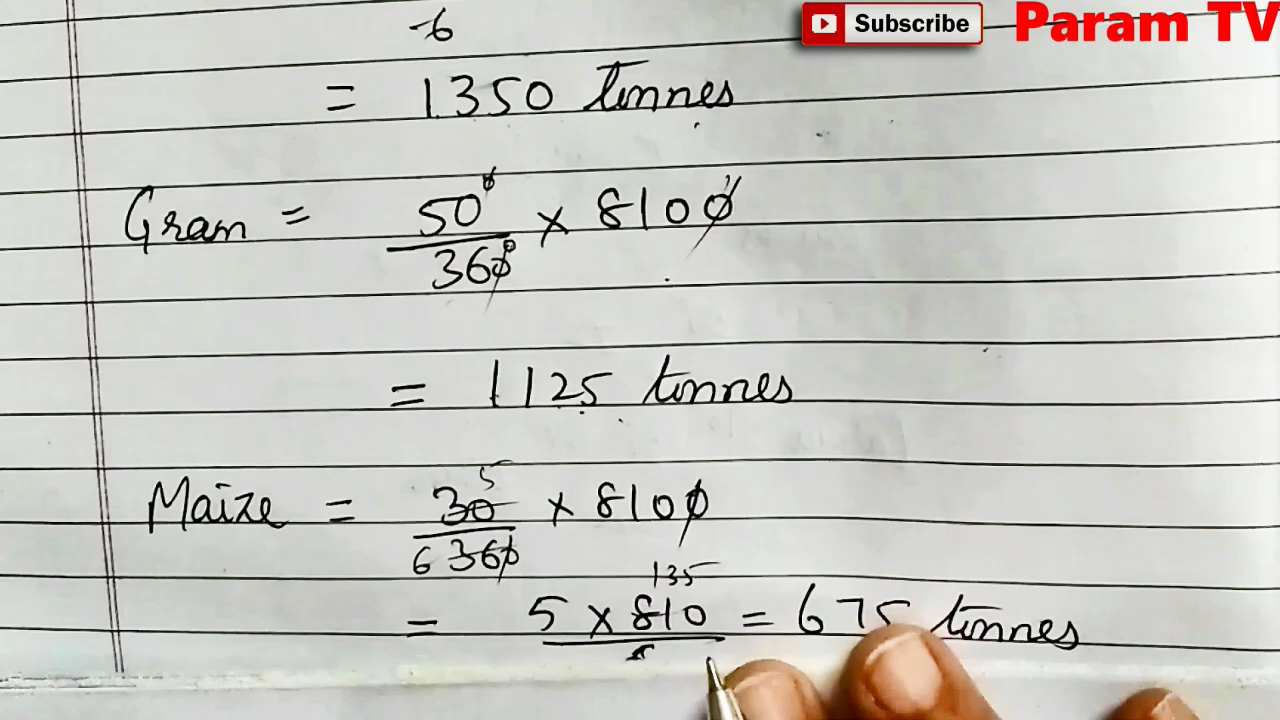 Subscribe Param TV
-6
= 1350 tonnes
Gram = 50°/360° × 8100
= 1125 tonnes
Maize = 30/360 × 8100
5
6
135
= 5 × 810 = 675 tonnes